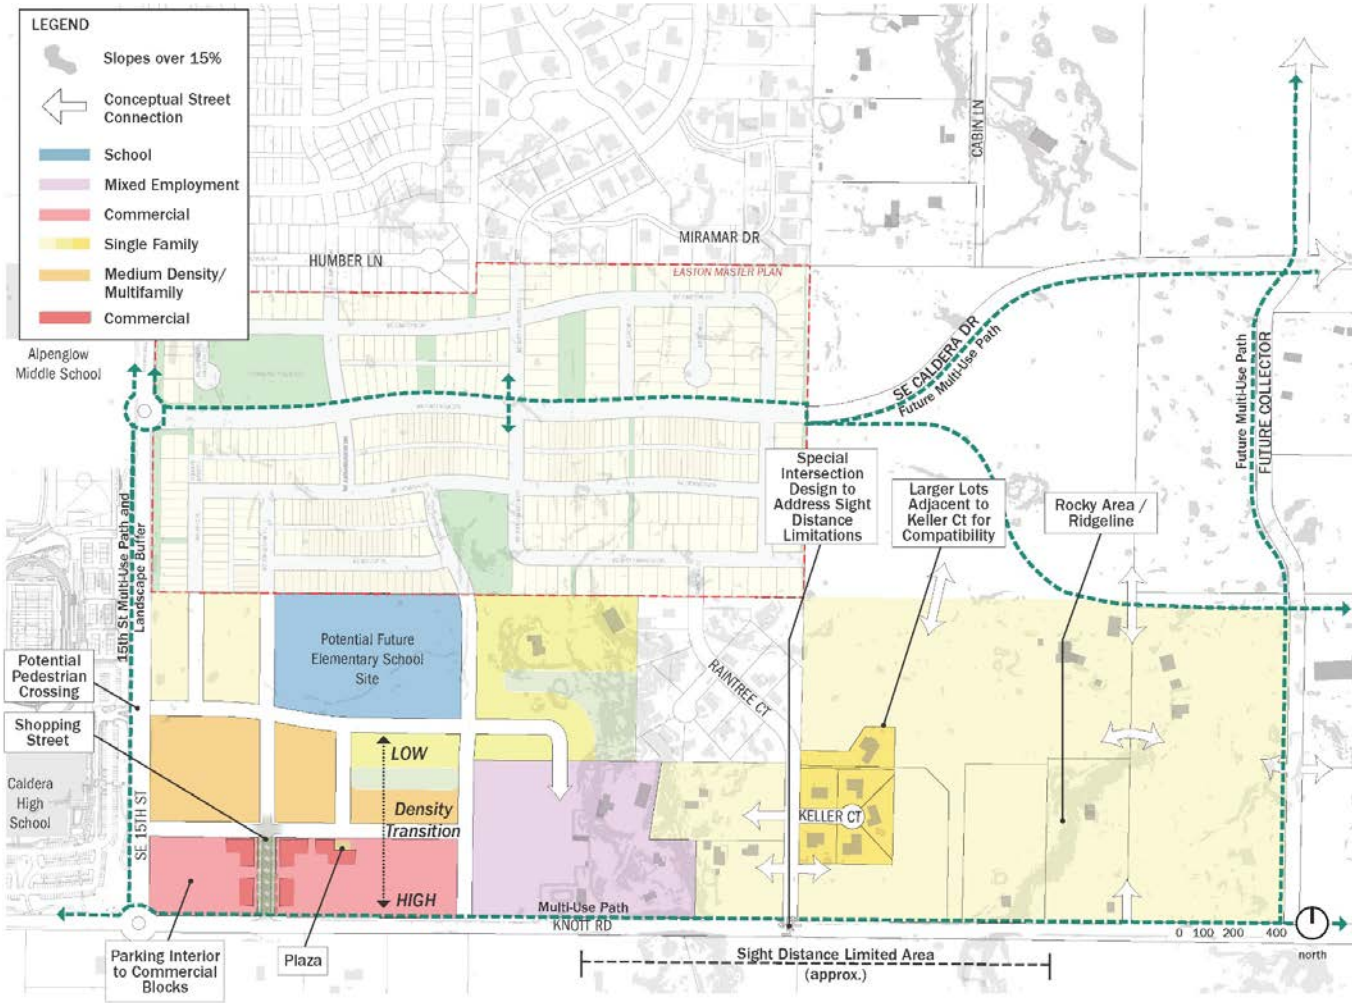 LEGEND
Slopes over 15%
Conceptual Street
Connection
School
Mixed Employment
Commercial
Single Family
Medium Density/
Multifamily
Commercial
CABIN LN
MIRAMAR DR
HUMBER LN
EASTON MASTER PLAN
Alpenglow
Middle School
SE CALDERA DR
Future Multi-Use Path
Future Multi-Use Path
FUTURE COLLECTOR
15th St Multi-Use Path and
Landscape Buffer
Special
Intersection
Design to
Address Sight
Distance
Limitations
Larger Lots
Adjacent to
Keller Ct for
Compatibility
Rocky Area /
Ridgeline
Potential Future
Elementary School
Site
Potential
Pedestrian
Crossing
RAINTREE CT
Shopping
Street
LOW
Caldera
High
School
SE 15TH ST
Density
Transition
KELLER CT
HIGH
Multi-Use Path
KNOTT RD
0 100 200 400
north
Parking Interior
to Commercial
Blocks
Plaza
Sight Distance Limited Area
(approx.)